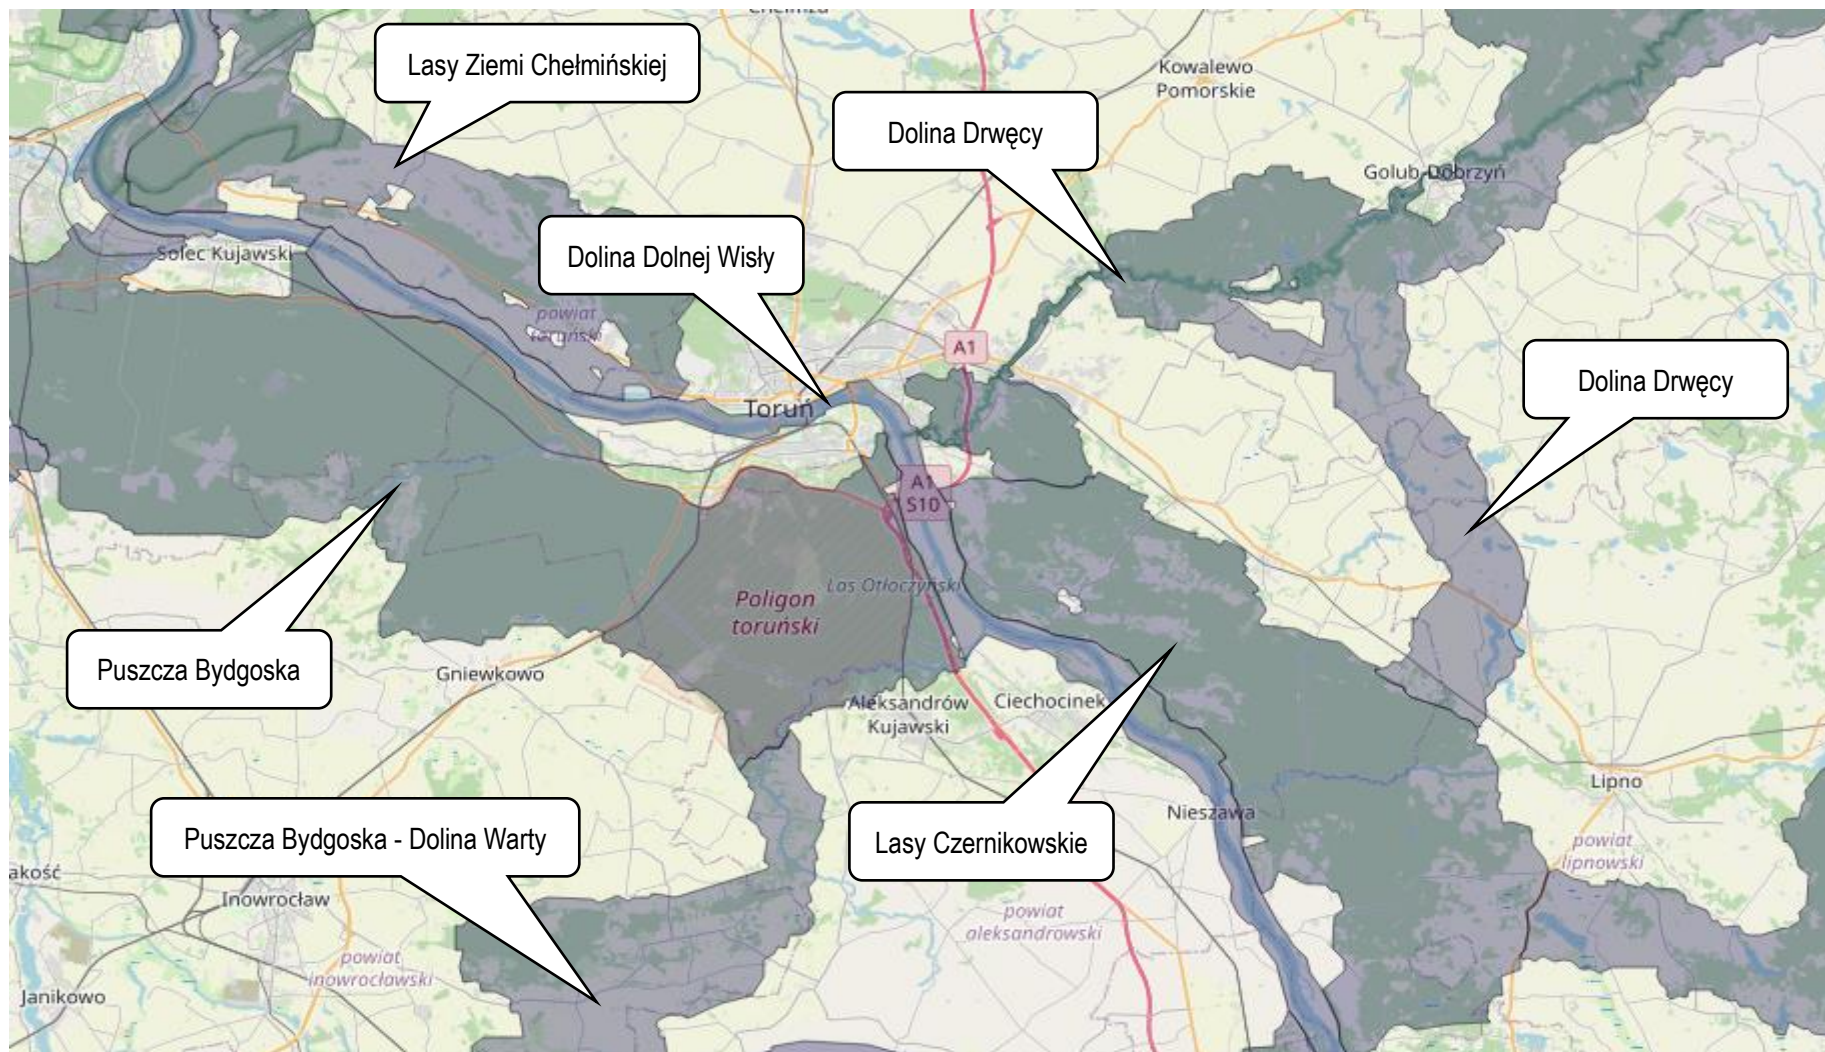 Chełmża
Lasy Ziemi Chełmińskiej
Kowalewo
Pomorskie
Dolina Drwęcy
Golub-Dobrzyń
Dolina Dolnej Wisły
Solec Kujawski
powiat
toruński
A1
Dolina Drwęcy
Toruń
A1
S10
Las Otłoczyński
Poligon
toruński
Puszcza Bydgoska
Gniewkowo
Aleksandrów
Kujawski
Ciechocinek
Lipno
Nieszawa
Puszcza Bydgoska - Dolina Warty
Lasy Czernikowskie
powiat
lipnowski
akość
Inowrocław
powiat
aleksandrowski
powiat
inowrocławski
Janikowo